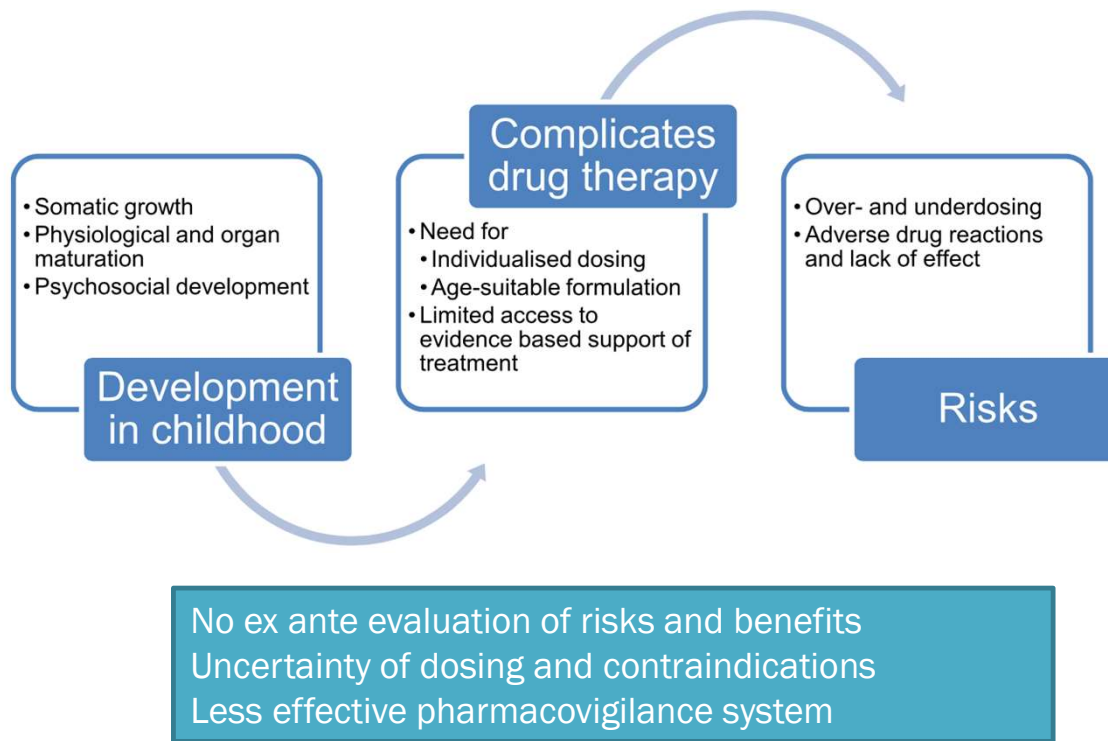 • Somatic growth
• Physiological and organ
maturation
• Psychosocial development
Development
in childhood
Complicates
drug therapy
• Need for
• Individualised dosing
• Age-suitable formulation
• Limited access to
evidence based support of
treatment
• Over- and underdosing
• Adverse drug reactions
and lack of effect
Risks
No ex ante evaluation of risks and benefits
Uncertainty of dosing and contraindications
Less effective pharmacovigilance system